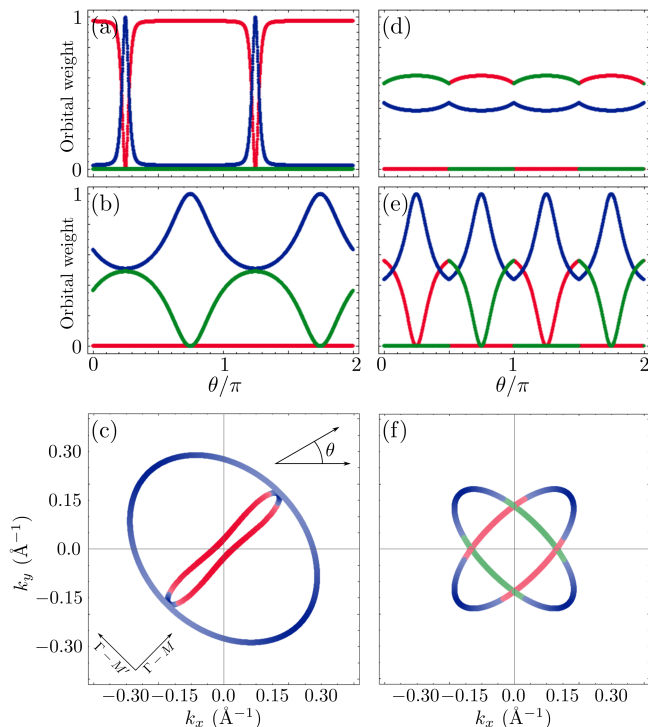 (a) (d)
1
Orbital weight
0
(b) (e)
1
Orbital weight
0
0 1 2 0 1 2
θ/π θ/π
(c) (f)
θ
0.30
0.15
0.0
−0.15
−0.30
k_y (Å⁻¹)
Γ−M′ Γ−M
−0.30 −0.15 0.0 0.15 0.30 −0.30 −0.15 0.0 0.15 0.30
k_x (Å⁻¹) k_x (Å⁻¹)